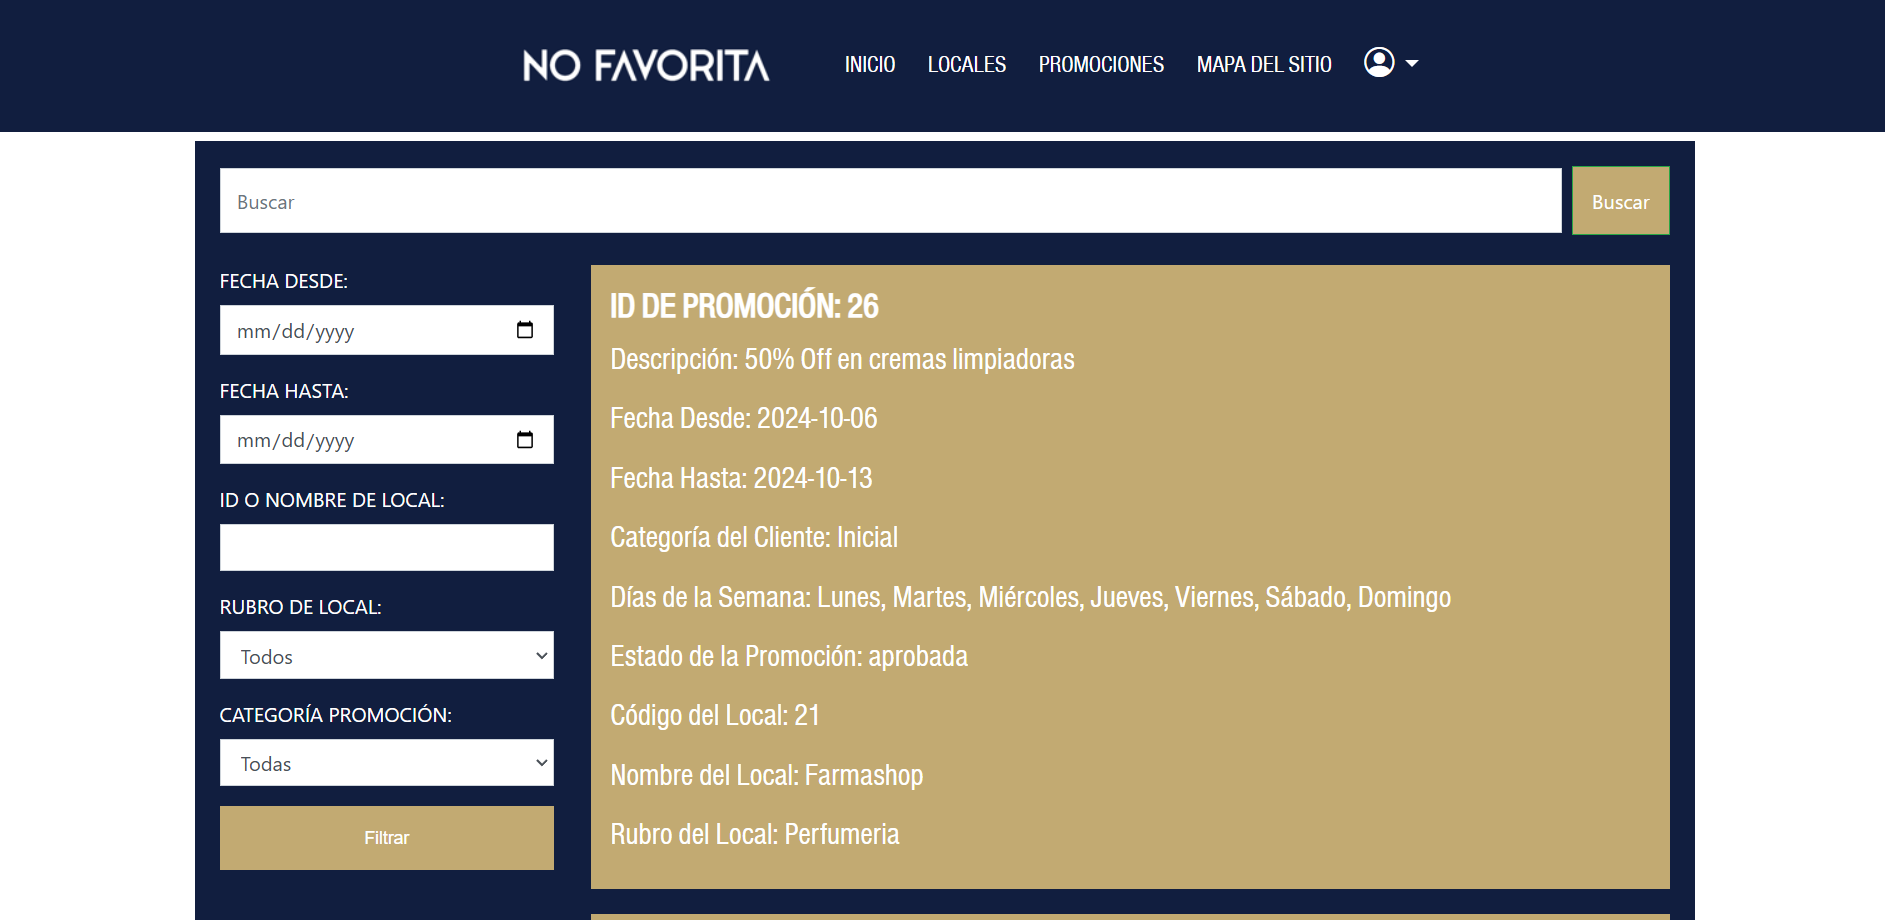 NO FAVORITA
INICIO LOCALES PROMOCIONES MAPA DEL SITIO
Buscar Buscar
FECHA DESDE:
mm/dd/yyyy
FECHA HASTA:
mm/dd/yyyy
ID O NOMBRE DE LOCAL:
RUBRO DE LOCAL:
Todos
CATEGORÍA PROMOCIÓN:
Todas
Filtrar
ID DE PROMOCIÓN: 26
Descripción: 50% Off en cremas limpiadoras
Fecha Desde: 2024-10-06
Fecha Hasta: 2024-10-13
Categoría del Cliente: Inicial
Días de la Semana: Lunes, Martes, Miércoles, Jueves, Viernes, Sábado, Domingo
Estado de la Promoción: aprobada
Código del Local: 21
Nombre del Local: Farmashop
Rubro del Local: Perfumeria